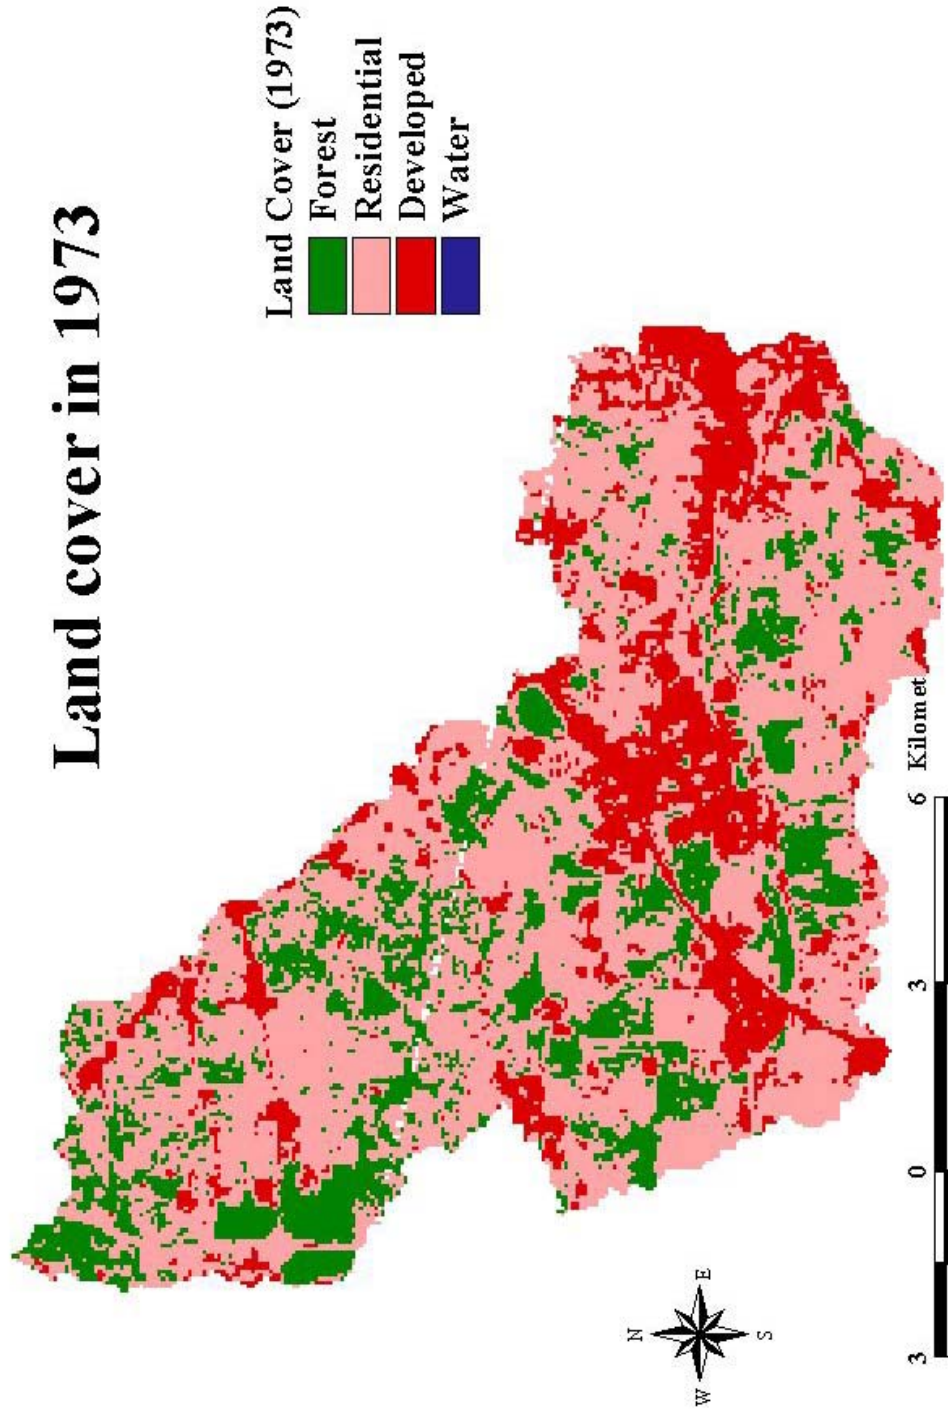 Land cover in 1973
Land Cover (1973)
Forest
Residential
Developed
Water
N
W
E
S
3
0
3
6
Kilomet